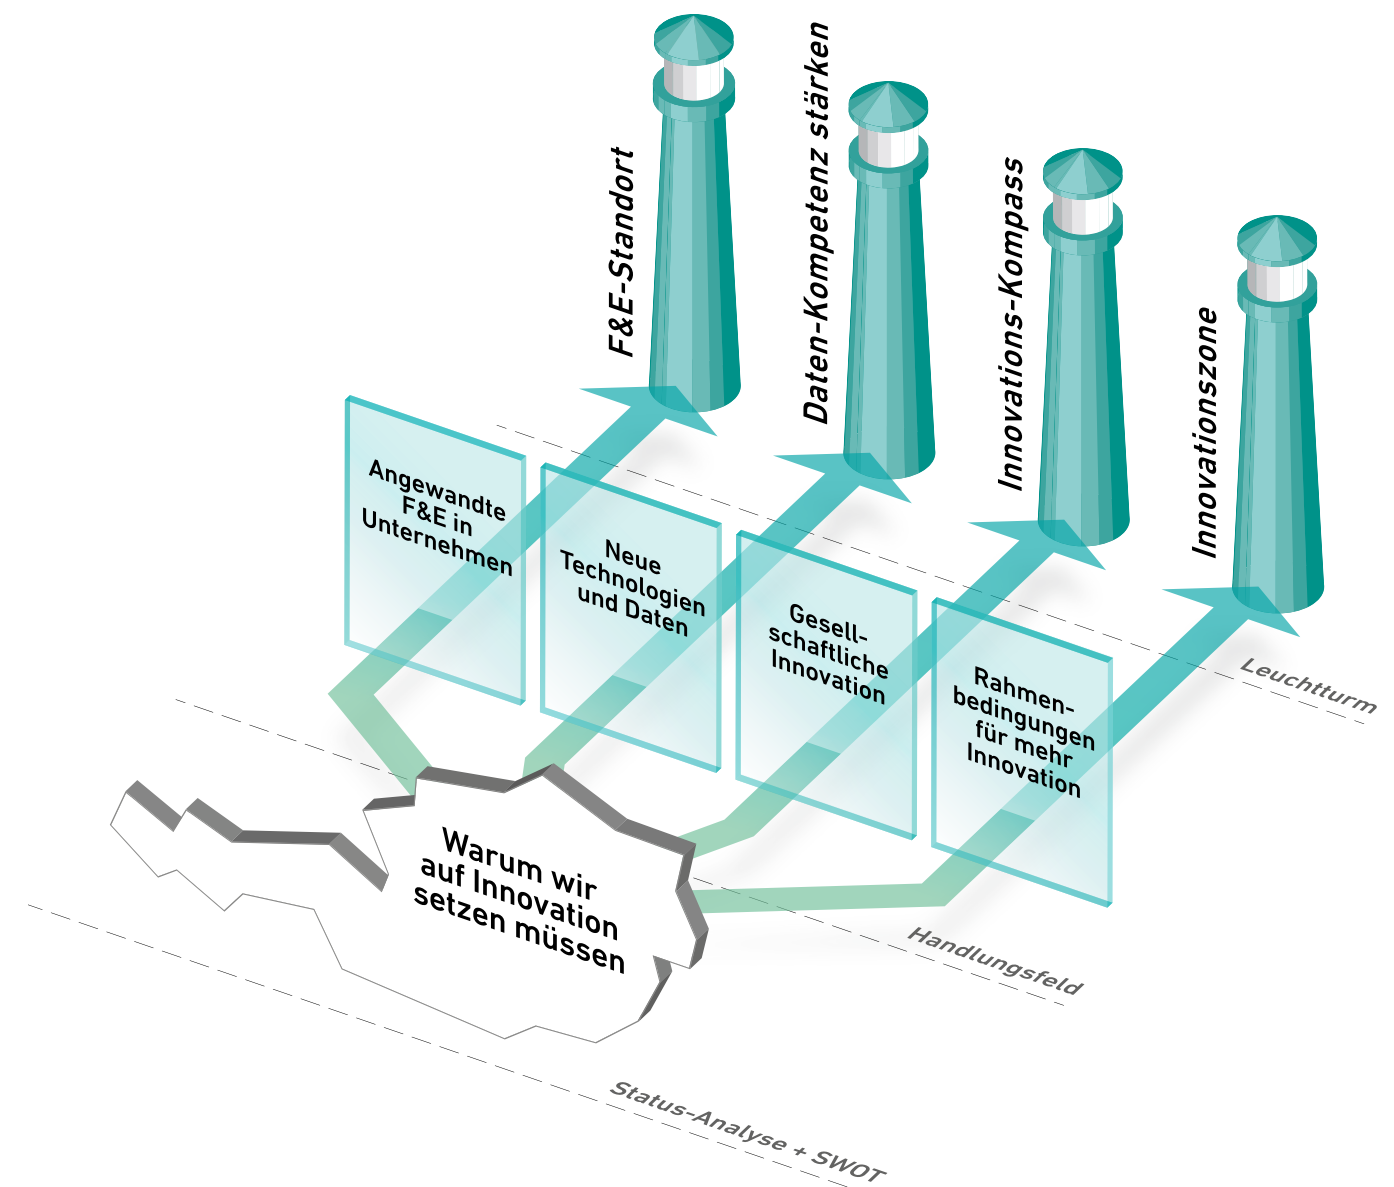 F&E-Standort
Daten-Kompetenz stärken
Innovations-Kompass
Innovationszone
Angewandte
F&E in
Unternehmen
Neue
Technologien
und Daten
Gesell-
schaftliche
Innovation
Rahmen-
bedingungen
für mehr
Innovation
Leuchtturm
Warum wir
auf Innovation
setzen müssen
Handlungsfeld
Status-Analyse + SWOT